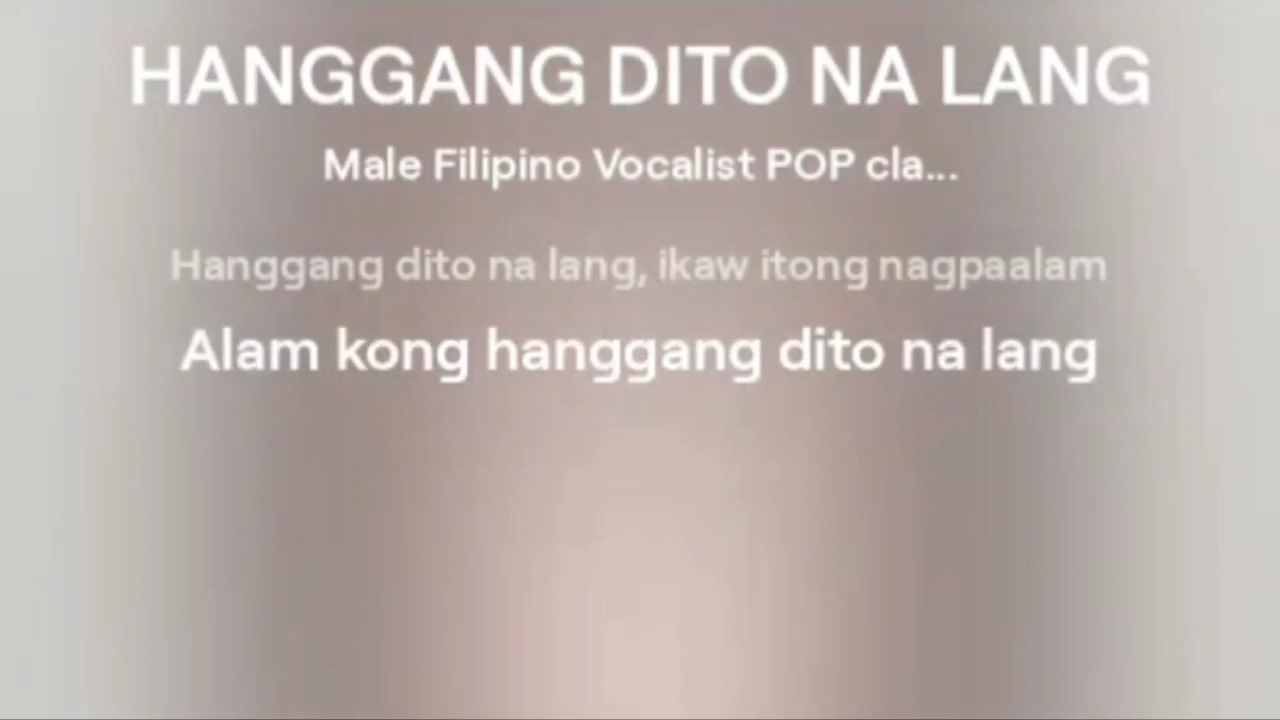 HANGGANG DITO NA LANG
Male Filipino Vocalist POP cla...
Hanggang dito na lang, ikaw itong nagpaalam
Alam kong hanggang dito na lang